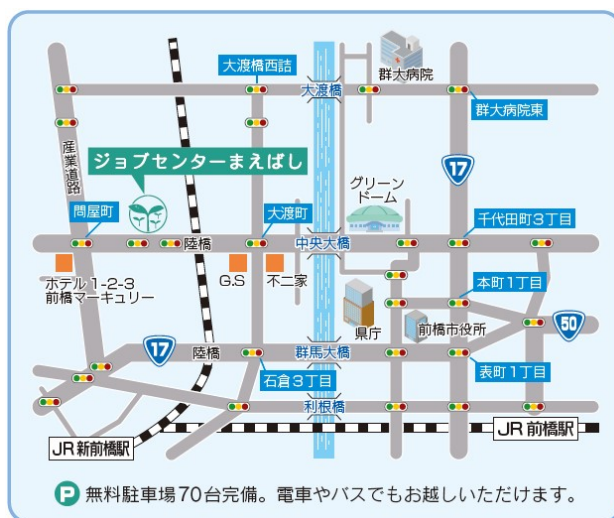 大渡橋西詰
群大病院
大渡橋
群大病院東
産業道路
ジョブセンターまえばし
17
グリーン
ドーム
問屋町
大渡町
千代田町3丁目
陸橋
中央大橋
ホテル1-2-3
前橋マーキュリー
G.S
不二家
本町1丁目
県庁
前橋市役所
50
17
陸橋
群馬大橋
石倉3丁目
表町1丁目
利根橋
JR新前橋駅
JR前橋駅
P 無料駐車場70台完備。電車やバスでもお越しいただけます。